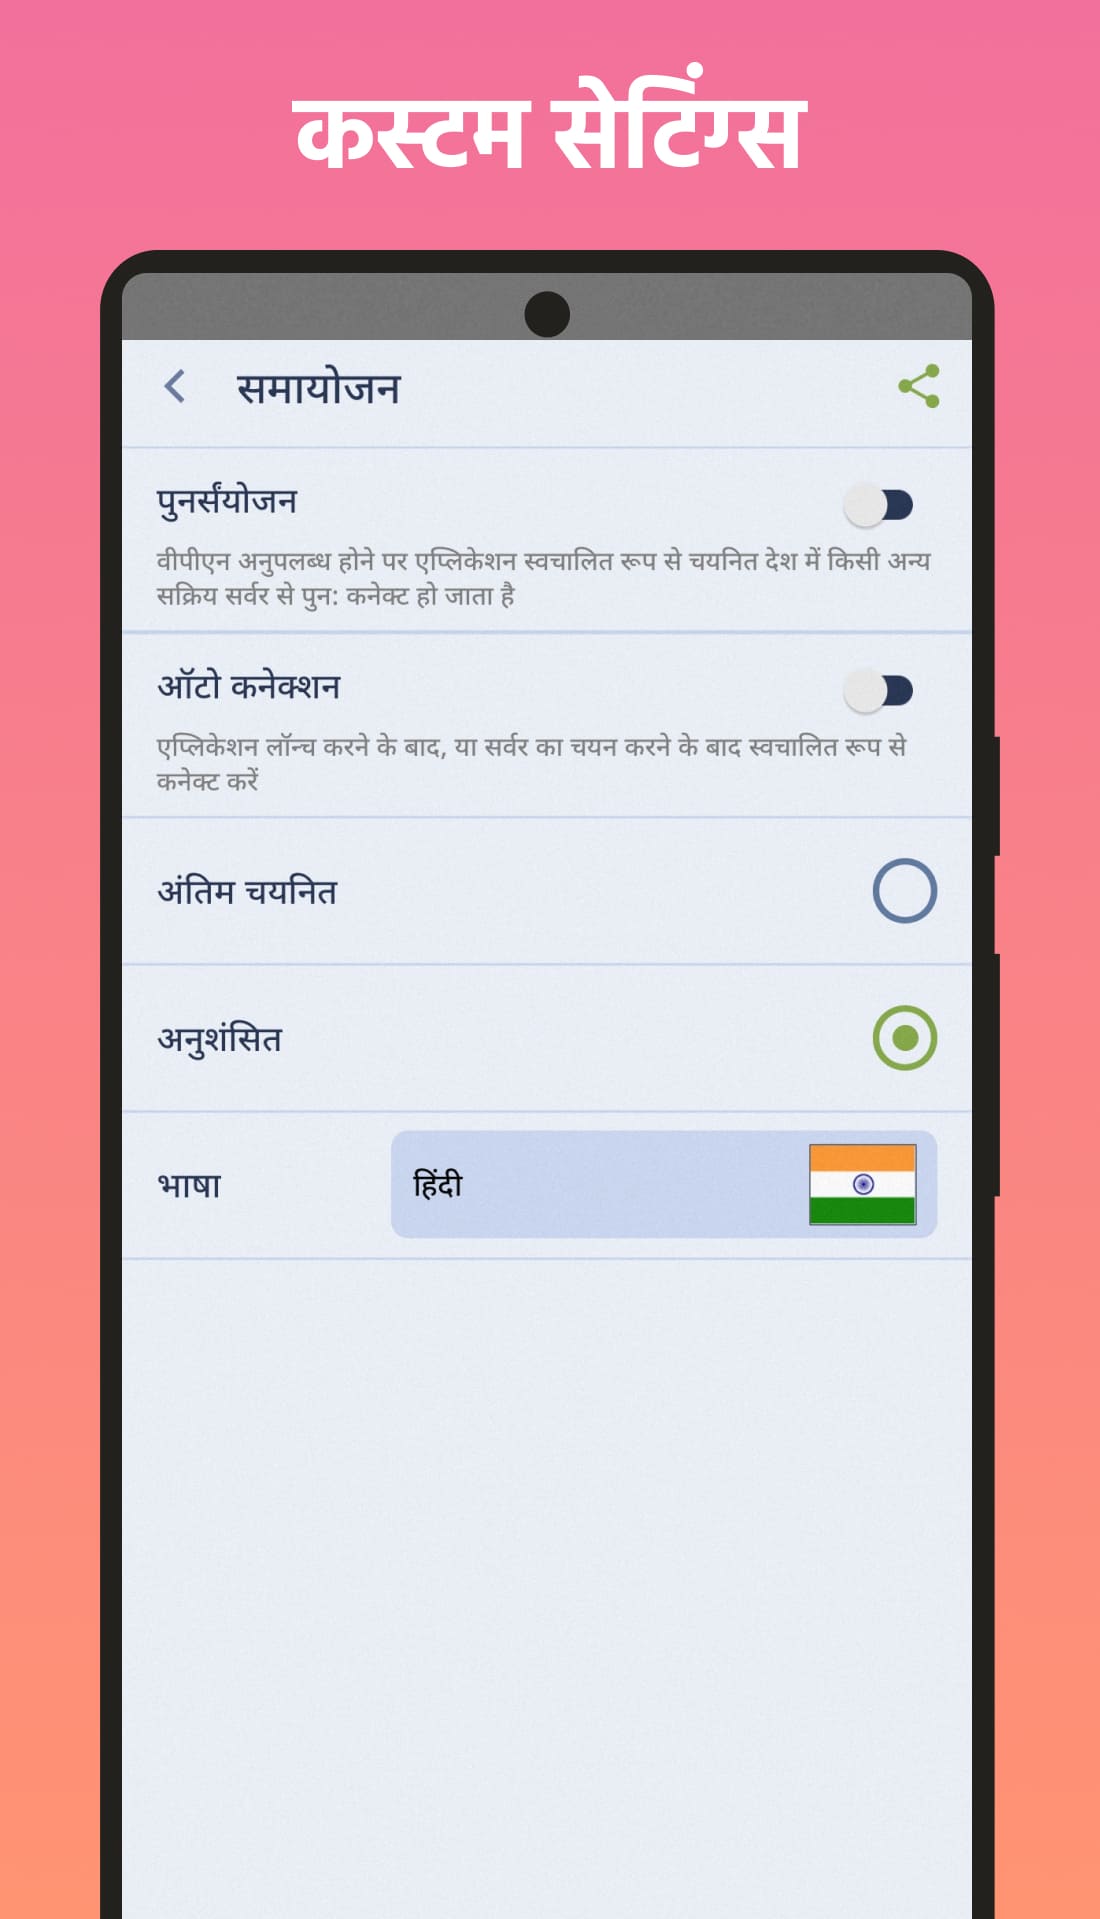 कस्टम सेटिंग्स
समायोजन
पुनर्संयोजन
वीपीएन अनुपलब्ध होने पर एप्लिकेशन स्वचालित रूप से चयनित देश में किसी अन्य
सक्रिय सर्वर से पुन: कनेक्ट हो जाता है
ऑटो कनेक्शन
एप्लिकेशन लॉन्च करने के बाद, या सर्वर का चयन करने के बाद स्वचालित रूप से
कनेक्ट करें
अंतिम चयनित
अनुशंसित
भाषा
हिंदी